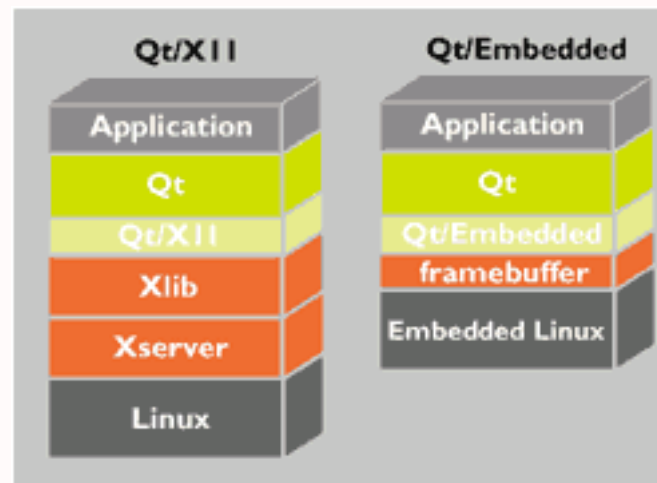 Qt/X11
Application
Qt
Qt/X11
Xlib
Xserver
Linux
Qt/Embedded
Application
Qt
Qt/Embedded
framebuffer
Embedded Linux